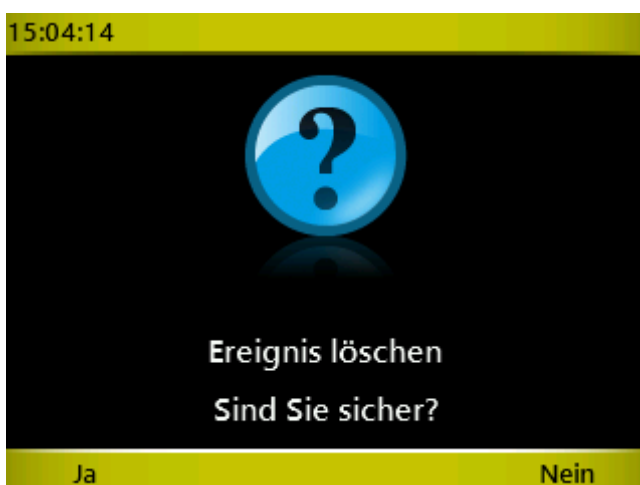 15:04:14
?
Ereignis löschen
Sind Sie sicher?
Ja Nein